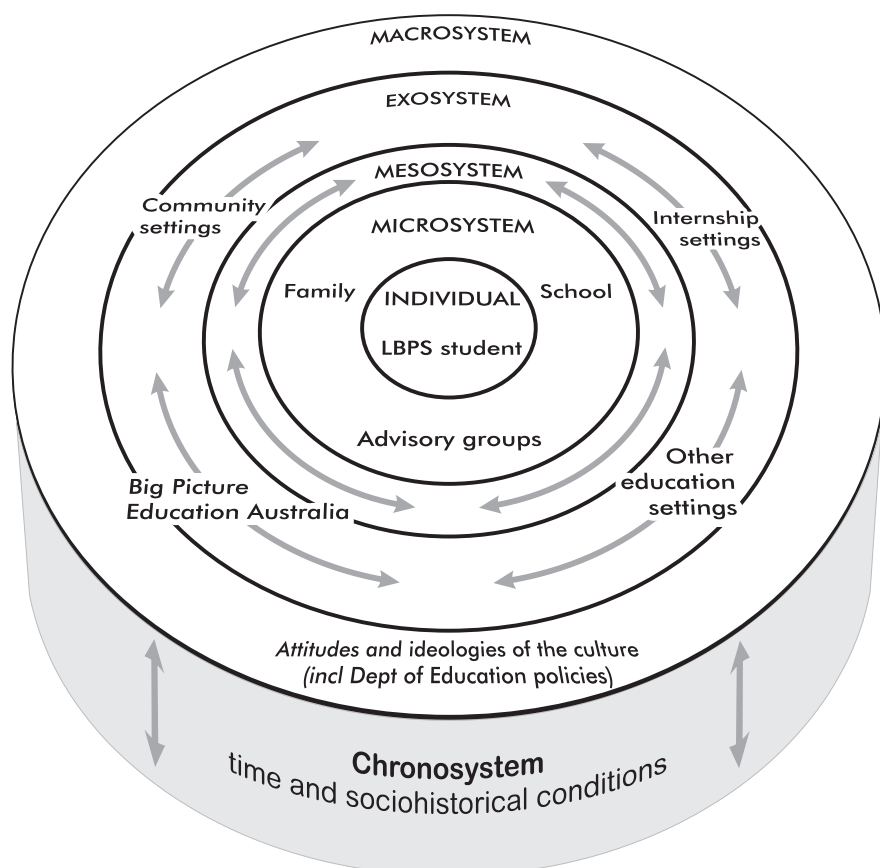 MACROSYSTEM
EXOSYSTEM
MESOSYSTEM
Community
settings
Internship
settings
MICROSYSTEM
Family
School
INDIVIDUAL
LBPS student
Advisory groups
Big Picture
Education Australia
Other
education
settings
Attitudes and ideologies of the culture
(incl Dept of Education policies)
Chronosystem
time and sociohistorical conditions